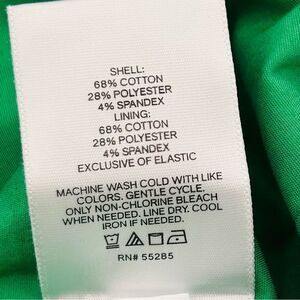 SHELL:
68% COTTON
28% POLYESTER
4% SPANDEX
LINING:
68% COTTON
28% POLYESTER
4% SPANDEX
EXCLUSIVE OF ELASTIC
MACHINE WASH COLD WITH LIKE
COLORS. GENTLE CYCLE.
ONLY NON-CHLORINE BLEACH
WHEN NEEDED. LINE DRY. COOL
IRON IF NEEDED.
RN# 55285